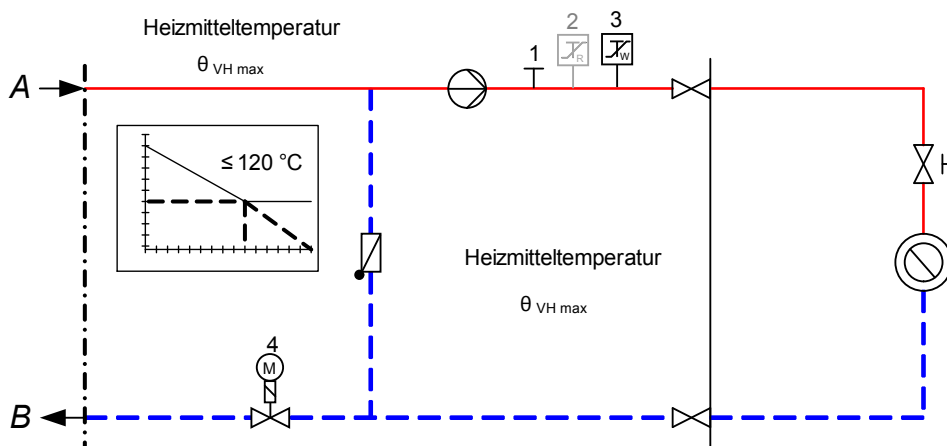 Heizmitteltemperatur
θ VH max
1
2
3
R
W
A
≤ 120 °C
H
Heizmitteltemperatur
θ VH max
4
M
B